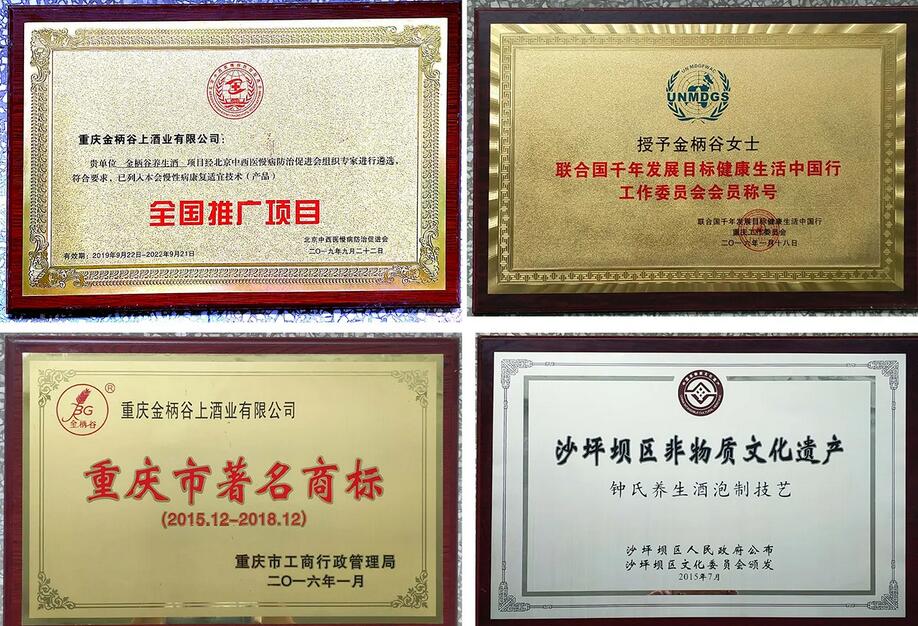 重庆金柄谷上酒业有限公司：
贵单位 金柄谷养生酒 项目经北京中西医慢病防治促进会组织专家进行遴选，
符合要求，已列入本会慢性病康复适宜技术（产品）
全国推广项目
北京中西医慢病防治促进会
有效期：2019年9月22日-2022年9月21日
二〇一九年九月二十二日
UNMDGS
授予金柄谷女士
联合国千年发展目标健康生活中国行
工作委员会会员称号
联合国千年发展目标健康生活中国行
重庆工作委员会
二〇一六年一月十八日
BG
金柄谷
®
重庆金柄谷上酒业有限公司
重庆市著名商标
(2015.12-2018.12)
重庆市工商行政管理局
二〇一六年一月
沙坪坝区非物质文化遗产
钟氏养生酒泡制技艺
沙坪坝区人民政府公布
沙坪坝区文化委员会颁发
2015年7月